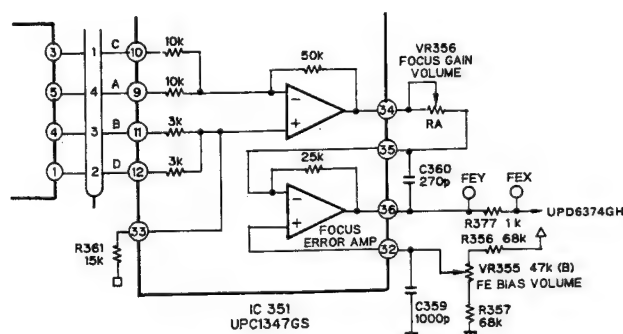 3 1 C 10 10k
5 4 A 9 10k
4 3 B 11 3k
1 2 D 12 3k
33
R361
15k
50k
−
+
34
VR356
FOCUS GAIN
VOLUME
RA
35
25k
−
+
FOCUS
ERROR AMP
C360
270p
36
32
FEY
FEX
R377 1k
UPD6374GH
R356 68k
VR355 47k (B)
FE BIAS VOLUME
C359
1000p
R357
68k
IC 351
UPC1347GS